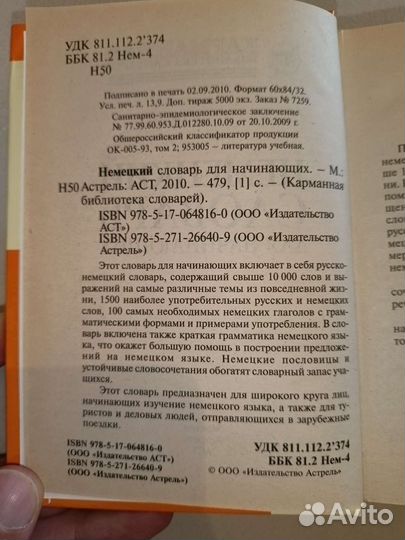 УДК 811.112.2'374
ББК 81.2 Нем-4
Н50
Подписано в печать 02.09.2010. Формат 60х84/32.
Усл. печ. л. 13,9. Доп. тираж 5000 экз. Заказ № 7259.
Санитарно-эпидемиологическое заключение
№ 77.99.60.953.Д.012280.10.09 от 20.10.2009 г.
Общероссийский классификатор продукции
ОК-005-93, том 2; 953005 – литература учебная.
Немецкий словарь для начинающих. – М.:
Н50 Астрель: АСТ, 2010. – 479, [1] с. – (Карманная
библиотека словарей).
ISBN 978-5-17-064816-0 (ООО «Издательство
АСТ»)
ISBN 978-5-271-26640-9 (ООО «Издательство
Астрель»)
Этот словарь для начинающих включает в себя русско-
немецкий словарь, содержащий свыше 10 000 слов и вы-
ражений на самые различные темы из повседневной жиз-
ни, 1500 наиболее употребительных русских и немецких
слов, 100 самых необходимых немецких глаголов с грам-
матическими формами и примерами употребления. В сло-
варь включена также краткая грамматика немецкого язы-
ка, что окажет большую помощь в построении предложе-
ний на немецком языке. Немецкие пословицы и
устойчивые словосочетания обогатят словарный запас уча-
щихся.
Этот словарь предназначен для широкого круга лиц,
начинающих изучение немецкого языка, а также для ту-
ристов и деловых людей, отправляющихся в зарубежные
поездки.
ISBN 978-5-17-064816-0
(ООО «Издательство АСТ»)
ISBN 978-5-271-26640-9
(ООО «Издательство
Астрель»)
УДК 811.112.2'374
ББК 81.2 Нем-4
© ООО «Издательство Астрель»
Avito